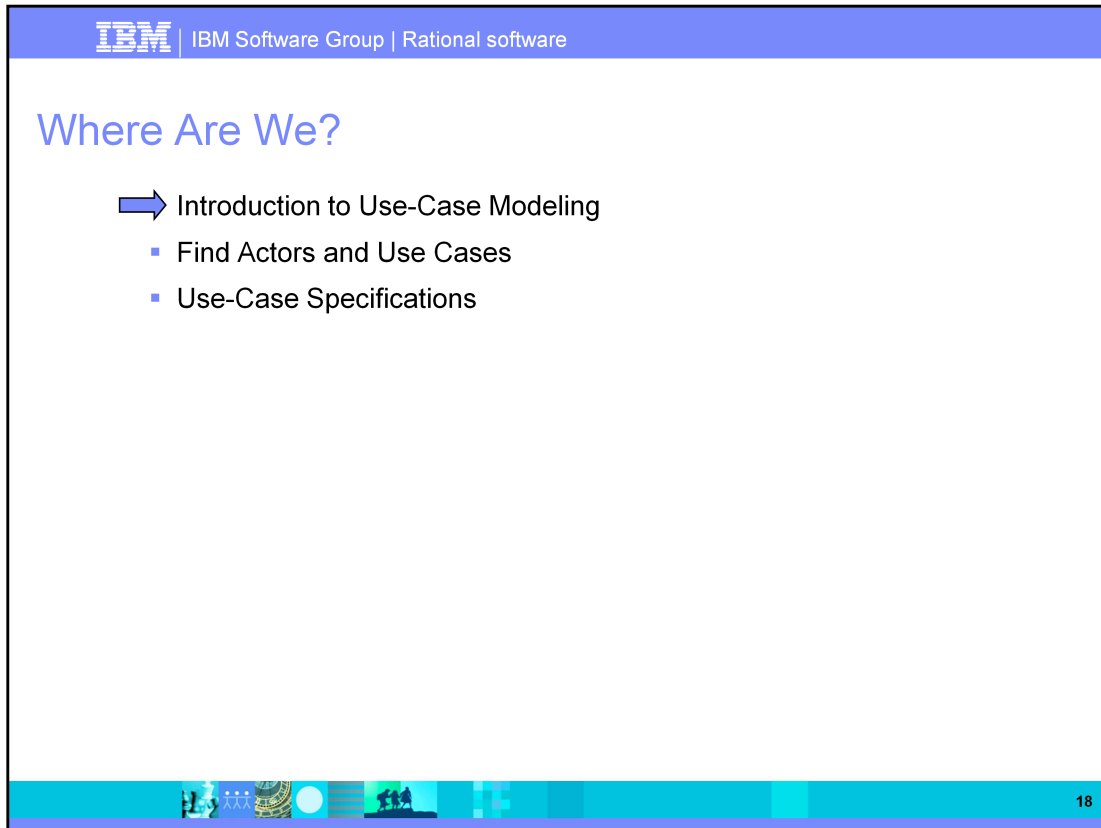 IBM | IBM Software Group | Rational software
Where Are We?
Introduction to Use-Case Modeling
▪ Find Actors and Use Cases
▪ Use-Case Specifications
18